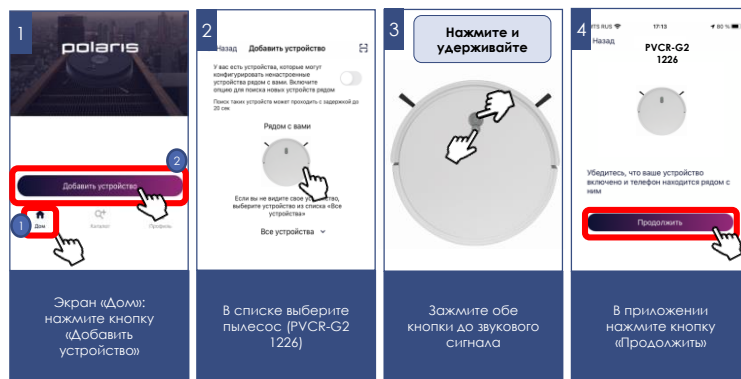 1
polaris
2
Добавить устройство
1
Дом
Каталог
Профиль
Экран «Дом»:
нажмите кнопку
«Добавить
устройство»
2
Назад Добавить устройство
У вас есть устройства, которые могут
конфигурировать ненастроенные
устройства рядом с вами. Включите
опцию для поиска новых устройств рядом
Поиск таких устройств может проходить с задержкой до
20 сек
Рядом с вами
Если вы не видите свое устройство,
выберите устройство из списка «Все
устройства»
Все устройства
В списке выберите
пылесос (PVCR-G2
1226)
3
Нажмите и
удерживайте
Зажмите обе
кнопки до звукового
сигнала
4
MTS RUS 17:13 80 %
Назад
PVCR-G2
1226
Убедитесь, что ваше устройство
включено и телефон находится рядом с
ним
Продолжить
В приложении
нажмите кнопку
«Продолжить»